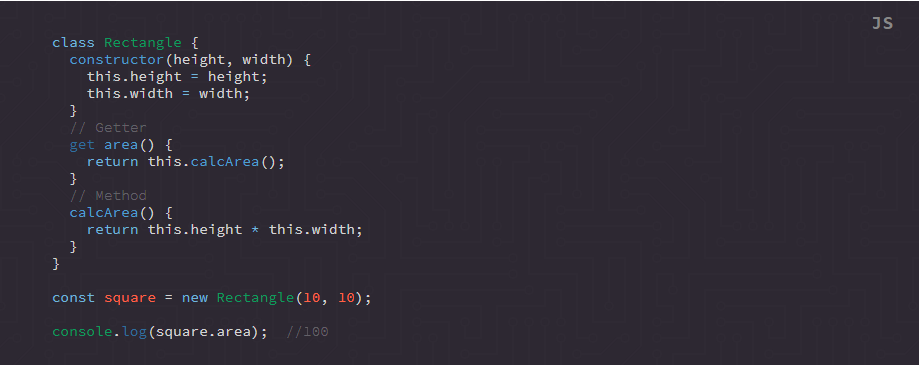 JS
class Rectangle {
  constructor(height, width) {
    this.height = height;
    this.width = width;
  }
  // Getter
  get area() {
    return this.calcArea();
  }
  // Method
  calcArea() {
    return this.height * this.width;
  }
}

const square = new Rectangle(10, 10);

console.log(square.area);  //100